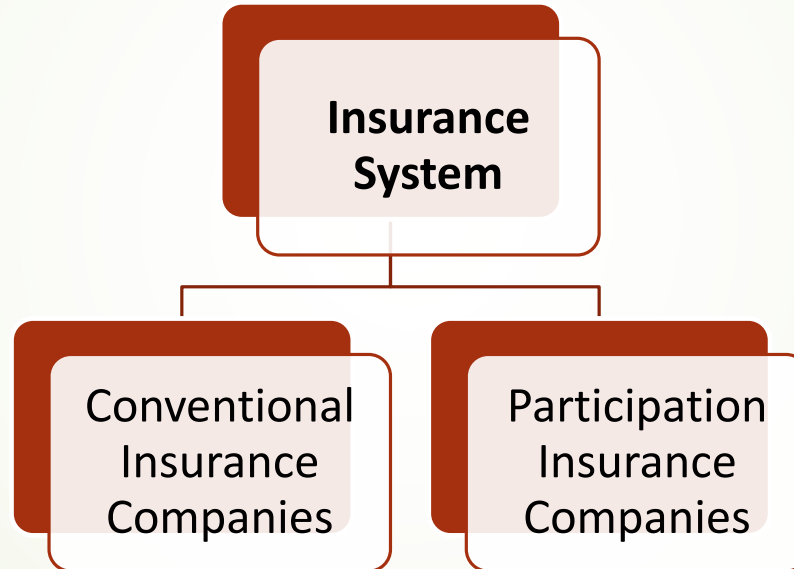 Insurance
System
Conventional
Insurance
Companies
Participation
Insurance
Companies